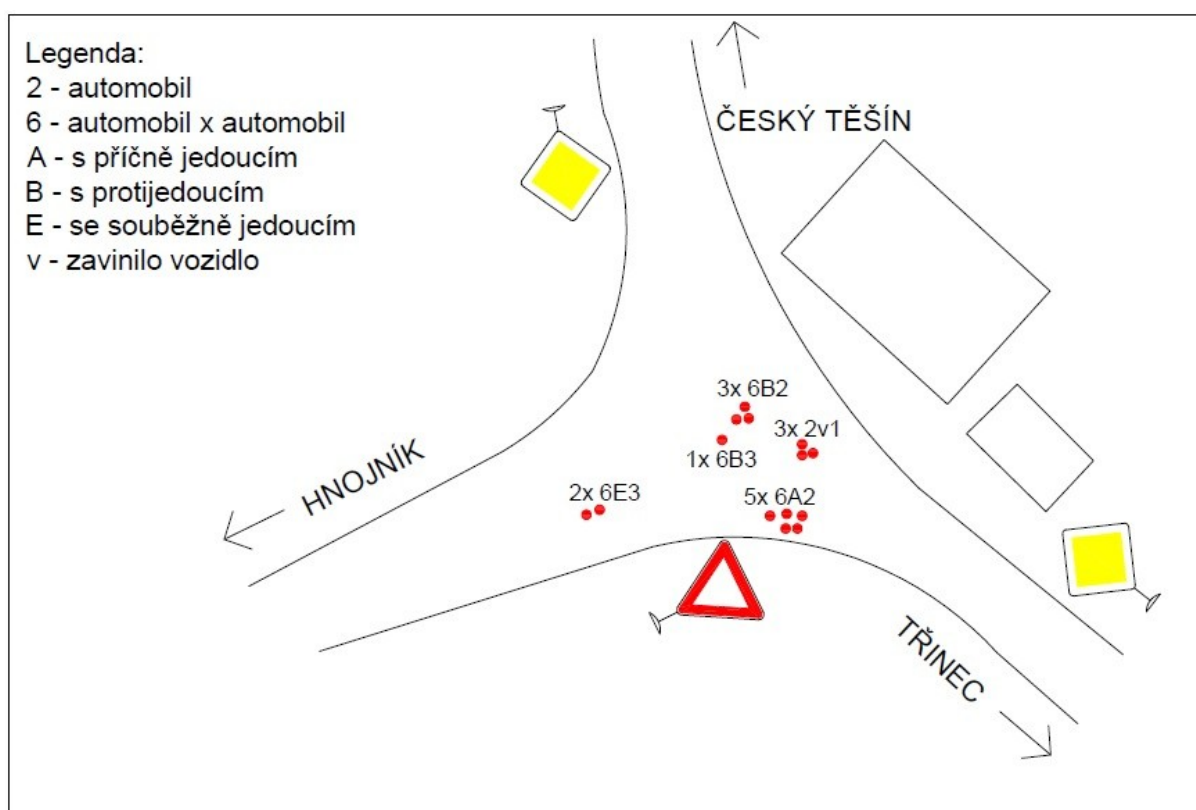 Legenda:
2 - automobil
6 - automobil x automobil
A - s příčně jedoucím
B - s protijedoucím
E - se souběžně jedoucím
v - zavinilo vozidlo
ČESKÝ TĚŠÍN
3x 6B2
3x 2v1
1x 6B3
HNOJNÍK
2x 6E3
5x 6A2
TŘINEC